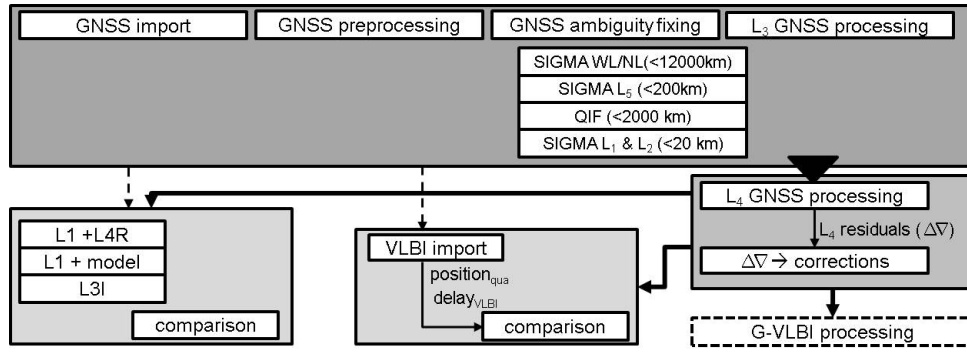 GNSS import
GNSS preprocessing
GNSS ambiguity fixing
L₃ GNSS processing
SIGMA WL/NL(<12000km)
SIGMA L₅ (<200km)
QIF (<2000 km)
SIGMA L₁ & L₂ (<20 km)
L₄ GNSS processing
L₄ residuals (Δ∇)
Δ∇ → corrections
G-VLBI processing
L1 +L4R
L1 + model
L3I
comparison
VLBI import
position_qua
delay_VLBI
comparison